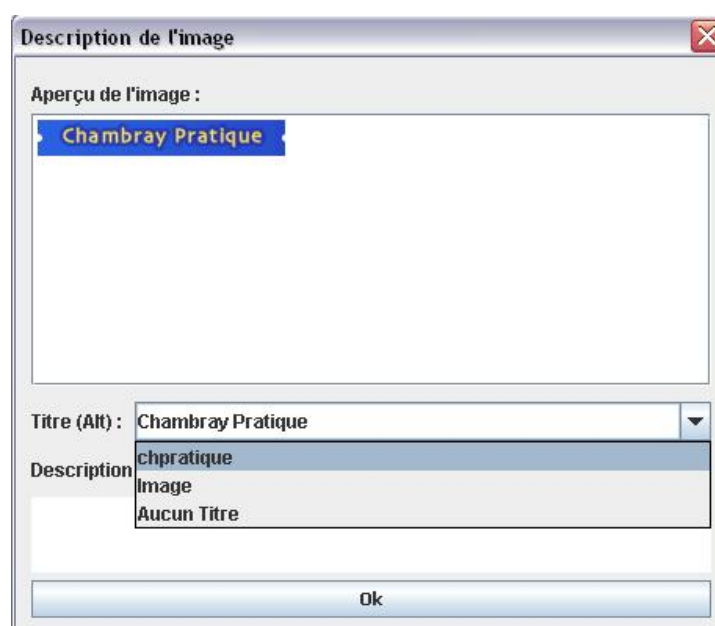 Description de l'image
Aperçu de l'image :
Chambray Pratique
Titre (Alt) : Chambray Pratique
chpratique
Description
Image
Aucun Titre
Ok